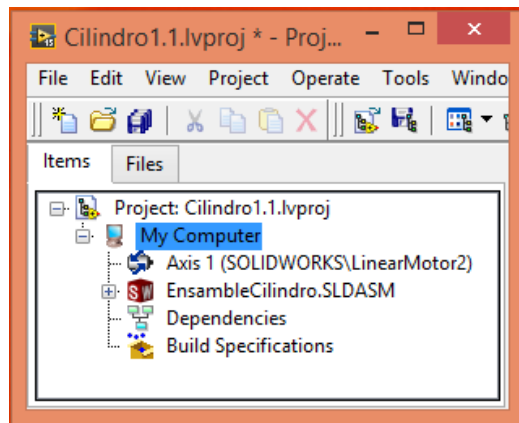 Cilindro1.1.lvproj * - Proj...
File Edit View Project Operate Tools Windo
Items Files
Project: Cilindro1.1.lvproj
My Computer
Axis 1 (SOLIDWORKS\LinearMotor2)
EnsambleCilindro.SLDASM
Dependencies
Build Specifications